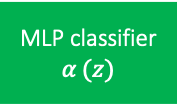 MLP classifier
α (z)